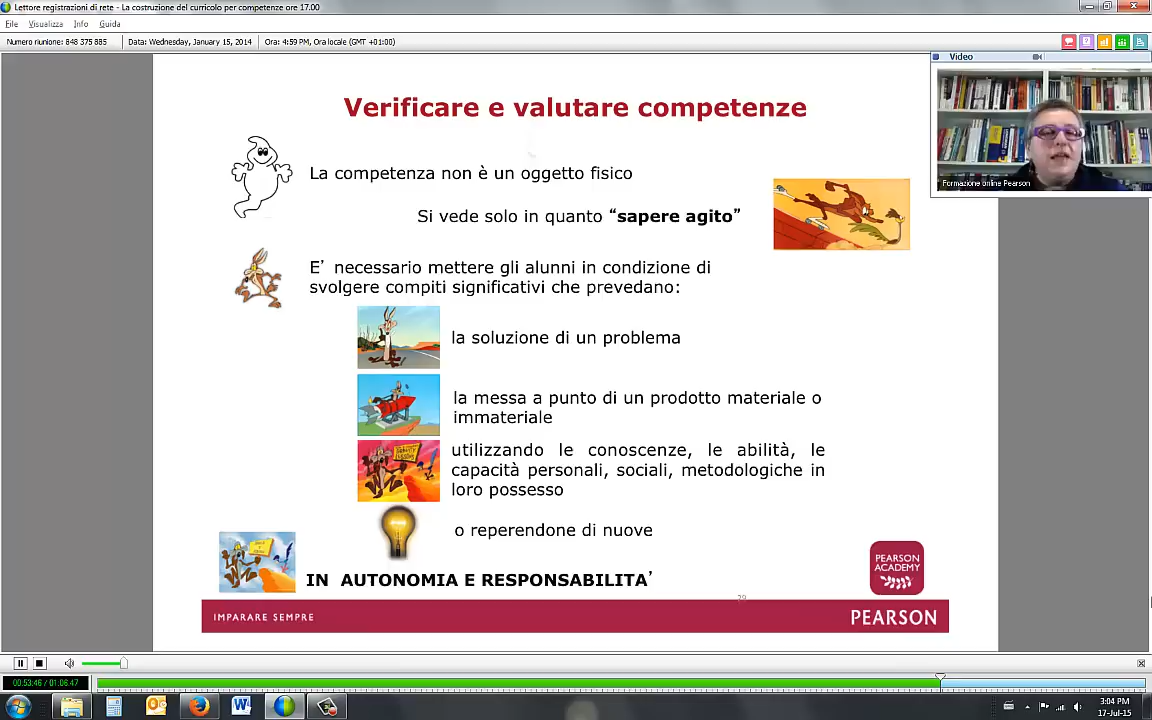 Lettore registrazioni di rete - La costruzione del curricolo per competenze ore 17.00
File Visualizza Info Guida
Numero riunione: 848 375 885 Data: Wednesday, January 15, 2014 Ora: 4:59 PM, Ora locale (GMT +01:00)
Video
Formazione online Pearson
Verificare e valutare competenze
La competenza non è un oggetto fisico
Si vede solo in quanto “sapere agito”
E’ necessario mettere gli alunni in condizione di
svolgere compiti significativi che prevedano:
la soluzione di un problema
la messa a punto di un prodotto materiale o
immateriale
utilizzando le conoscenze, le abilità, le
capacità personali, sociali, metodologiche in
loro possesso
o reperendone di nuove
IN AUTONOMIA E RESPONSABILITA’
PEARSON
ACADEMY
29
IMPARARE SEMPRE
PEARSON
00:53:46 / 01:06:47
3:04 PM
17-Jul-15